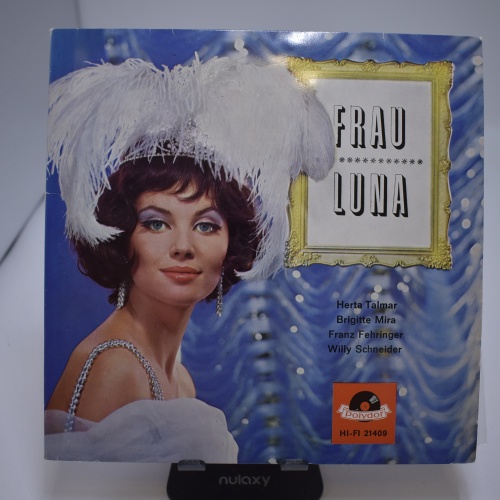 FRAU
LUNA
Herta Talmar
Brigitte Mira
Franz Fehringer
Willy Schneider
Polydor
HI-FI 21409
nulaxy